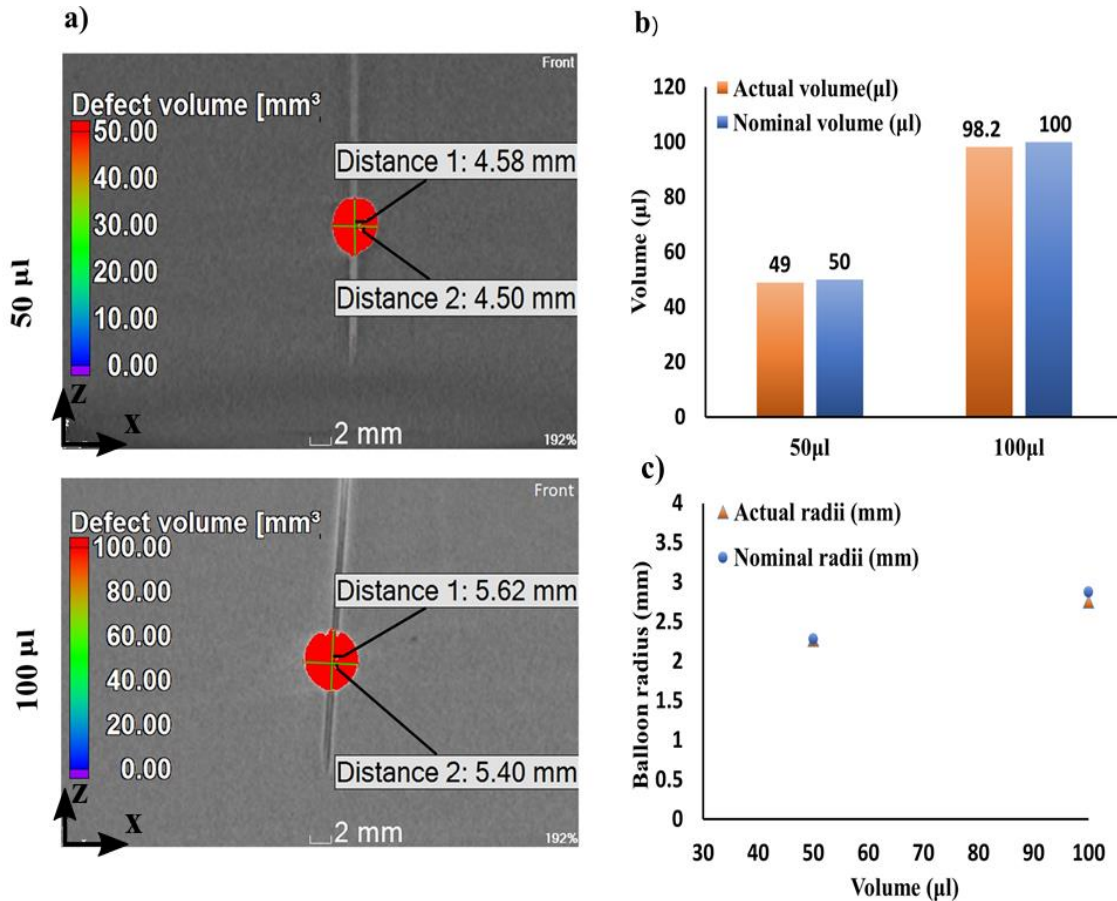 a)
Front
Defect volume [mm³
50.00
40.00
30.00
20.00
10.00
0.00
Distance 1: 4.58 mm
Distance 2: 4.50 mm
50 µl
z
x
2 mm
192%
Front
Defect volume [mm³
100.00
80.00
60.00
40.00
20.00
0.00
Distance 1: 5.62 mm
Distance 2: 5.40 mm
100 µl
z
x
2 mm
192%
b)
Actual volume(µl)
Nominal volume (µl)
Volume (µl)
120
100
80
60
40
20
0
49
50
98.2
100
50µl
100µl
c)
Actual radii (mm)
Nominal radii (mm)
Balloon radius (mm)
4
3.5
3
2.5
2
1.5
1
0.5
0
30 40 50 60 70 80 90 100
Volume (µl)